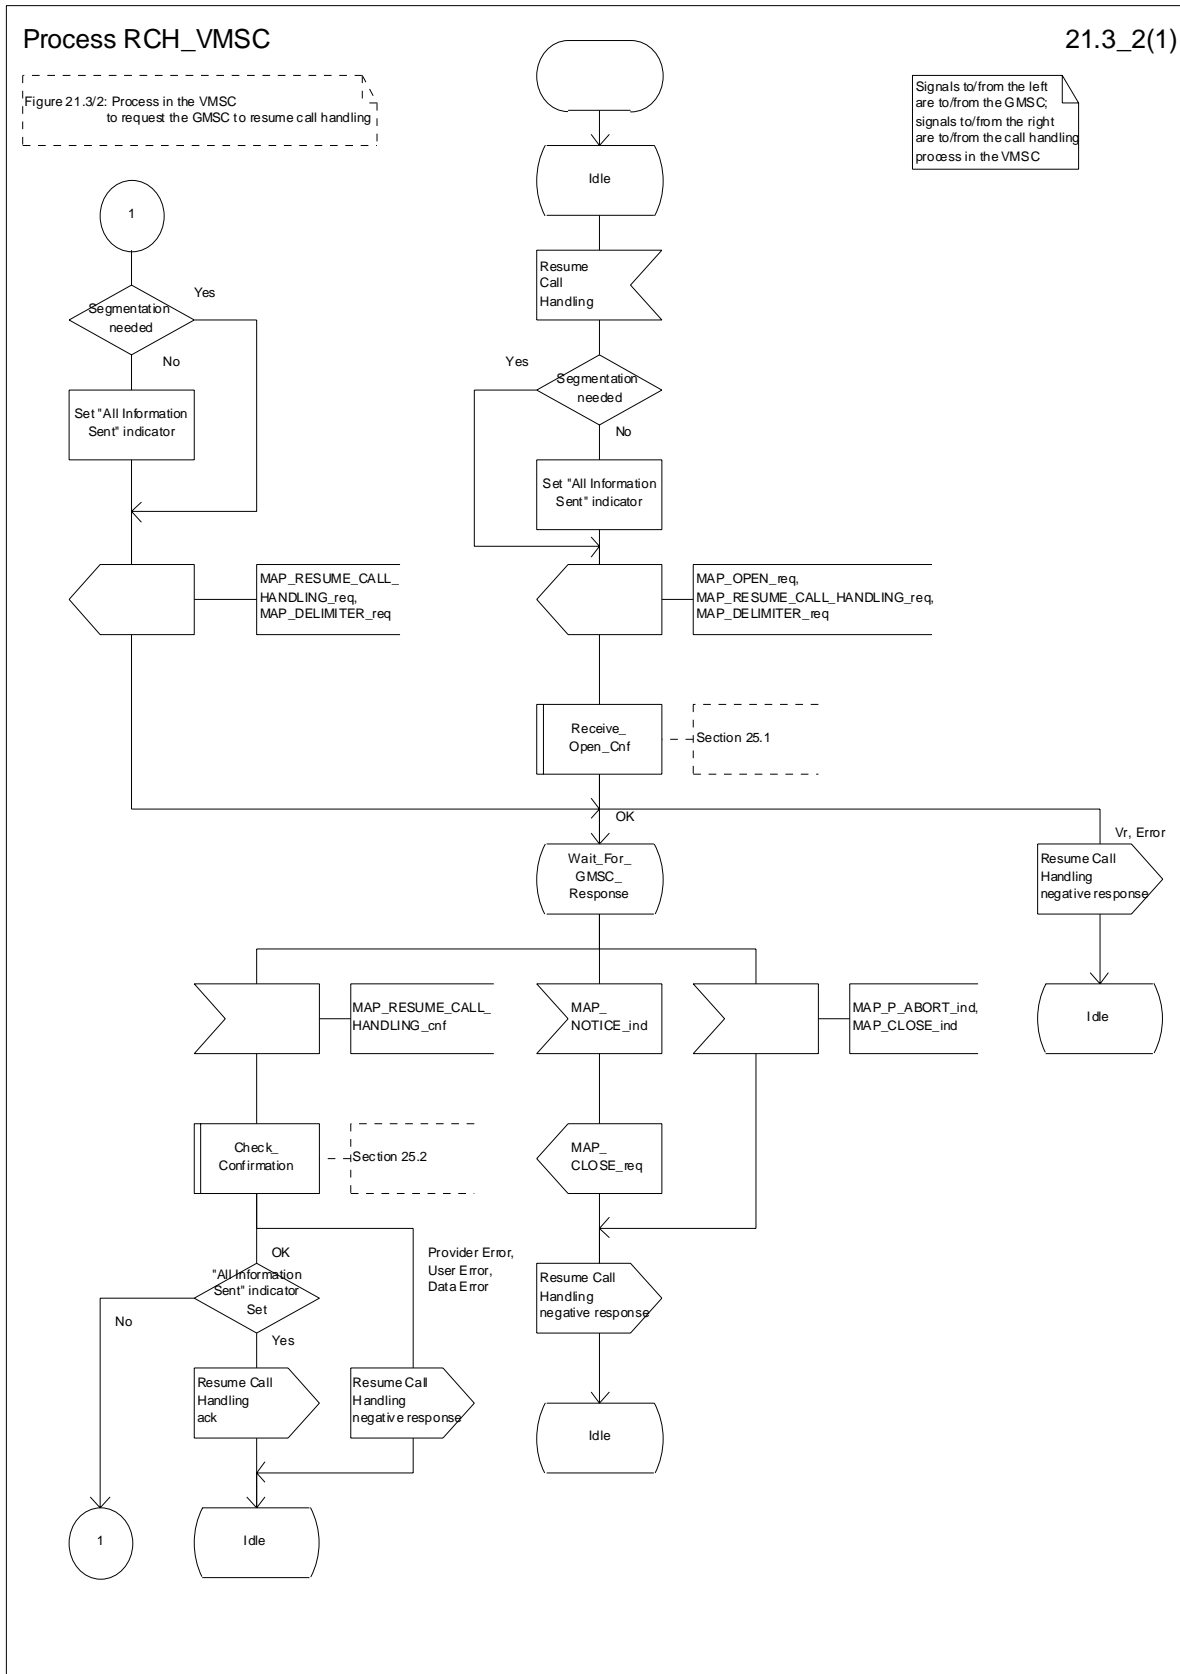 Process RCH_VMSC
21.3_2(1)
Figure 21.3/2: Process in the VMSC
to request the GMSC to resume call handling
Signals to/from the left
are to/from the GMSC;
signals to/from the right
are to/from the call handling
process in the VMSC
Idle
1
Resume
Call
Handling
Segmentation
needed
Yes
No
Segmentation
needed
Yes
No
Set "All Information
Sent" indicator
Set "All Information
Sent" indicator
MAP_RESUME_CALL_
HANDLING_req,
MAP_DELIMITER_req
MAP_OPEN_req,
MAP_RESUME_CALL_HANDLING_req,
MAP_DELIMITER_req
Receive_
Open_Cnf
Section 25.1
OK
Vr, Error
Wait_For_
GMSC_
Response
Resume Call
Handling
negative response
MAP_RESUME_CALL_
HANDLING_cnf
MAP_
NOTICE_ind
MAP_P_ABORT_ind,
MAP_CLOSE_ind
Idle
Check_
Confirmation
Section 25.2
MAP_
CLOSE_req
OK
Provider Error,
User Error,
Data Error
"All Information
Sent" indicator
Set
No
Yes
Resume Call
Handling
negative response
Resume Call
Handling
ack
Resume Call
Handling
negative response
Idle
1
Idle